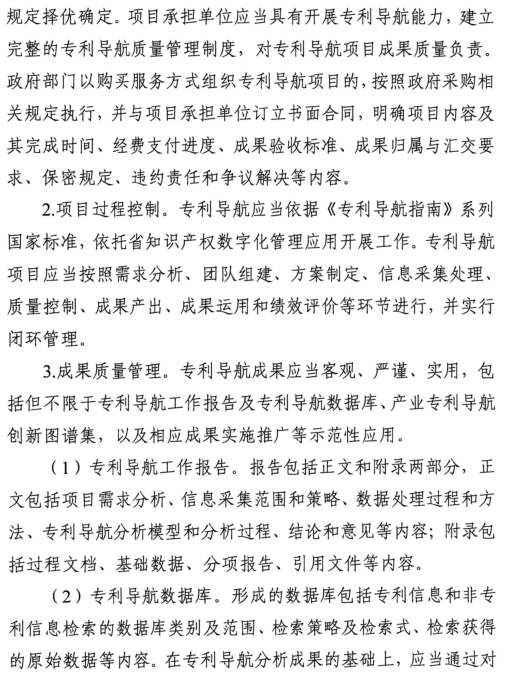 规定择优确定。项目承担单位应当具有开展专利导航能力，建立
完整的专利导航质量管理制度，对专利导航项目成果质量负责。
政府部门以购买服务方式组织专利导航项目的，按照政府采购相
关规定执行，并与项目承担单位订立书面合同，明确项目内容及
其完成时间、经费支付进度、成果验收标准、成果归属与汇交要
求、保密规定、违约责任和争议解决等内容。
2.项目过程控制。专利导航应当依据《专利导航指南》系列
国家标准，依托省知识产权数字化管理应用开展工作。专利导航
项目应当按照需求分析、团队组建、方案制定、信息采集处理、
质量控制、成果产出、成果运用和绩效评价等环节进行，并实行
闭环管理。
3.成果质量管理。专利导航成果应当客观、严谨、实用，包
括但不限于专利导航工作报告及专利导航数据库、产业专利导航
创新图谱集，以及相应成果实施推广等示范性应用。
（1）专利导航工作报告。报告包括正文和附录两部分，正
文包括项目需求分析、信息采集范围和策略、数据处理过程和方
法、专利导航分析模型和分析过程、结论和意见等内容；附录包
括过程文档、基础数据、分项报告、引用文件等内容。
（2）专利导航数据库。形成的数据库包括专利信息和非专
利信息检索的数据库类别及范围、检索策略及检索式、检索获得
的原始数据等内容。在专利导航分析成果的基础上，应当通过对